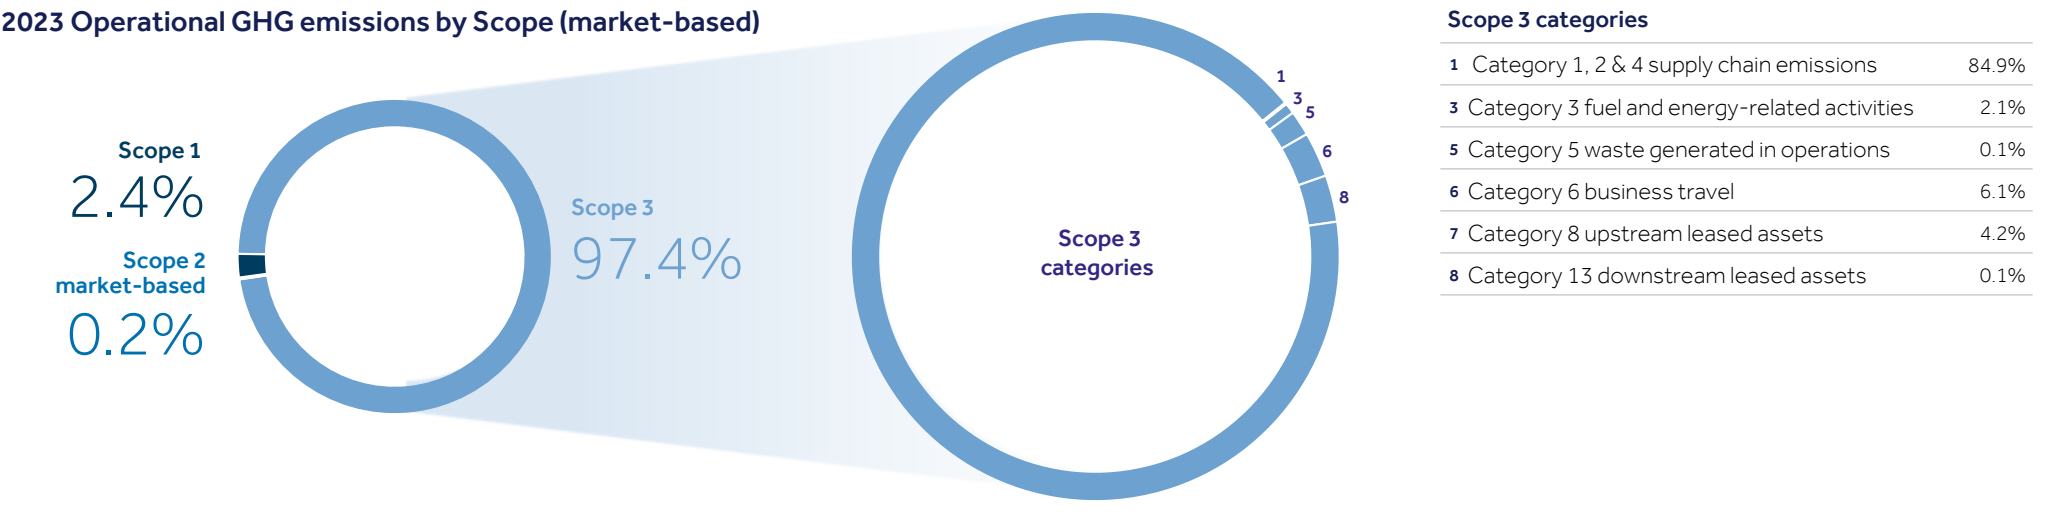 2023 Operational GHG emissions by Scope (market-based)
Scope 1
2.4%
Scope 2
market-based
0.2%
Scope 3
97.4%
Scope 3
categories
1
3
5
6
8
Scope 3 categories
1 Category 1, 2 & 4 supply chain emissions 84.9%
3 Category 3 fuel and energy-related activities 2.1%
5 Category 5 waste generated in operations 0.1%
6 Category 6 business travel 6.1%
7 Category 8 upstream leased assets 4.2%
8 Category 13 downstream leased assets 0.1%